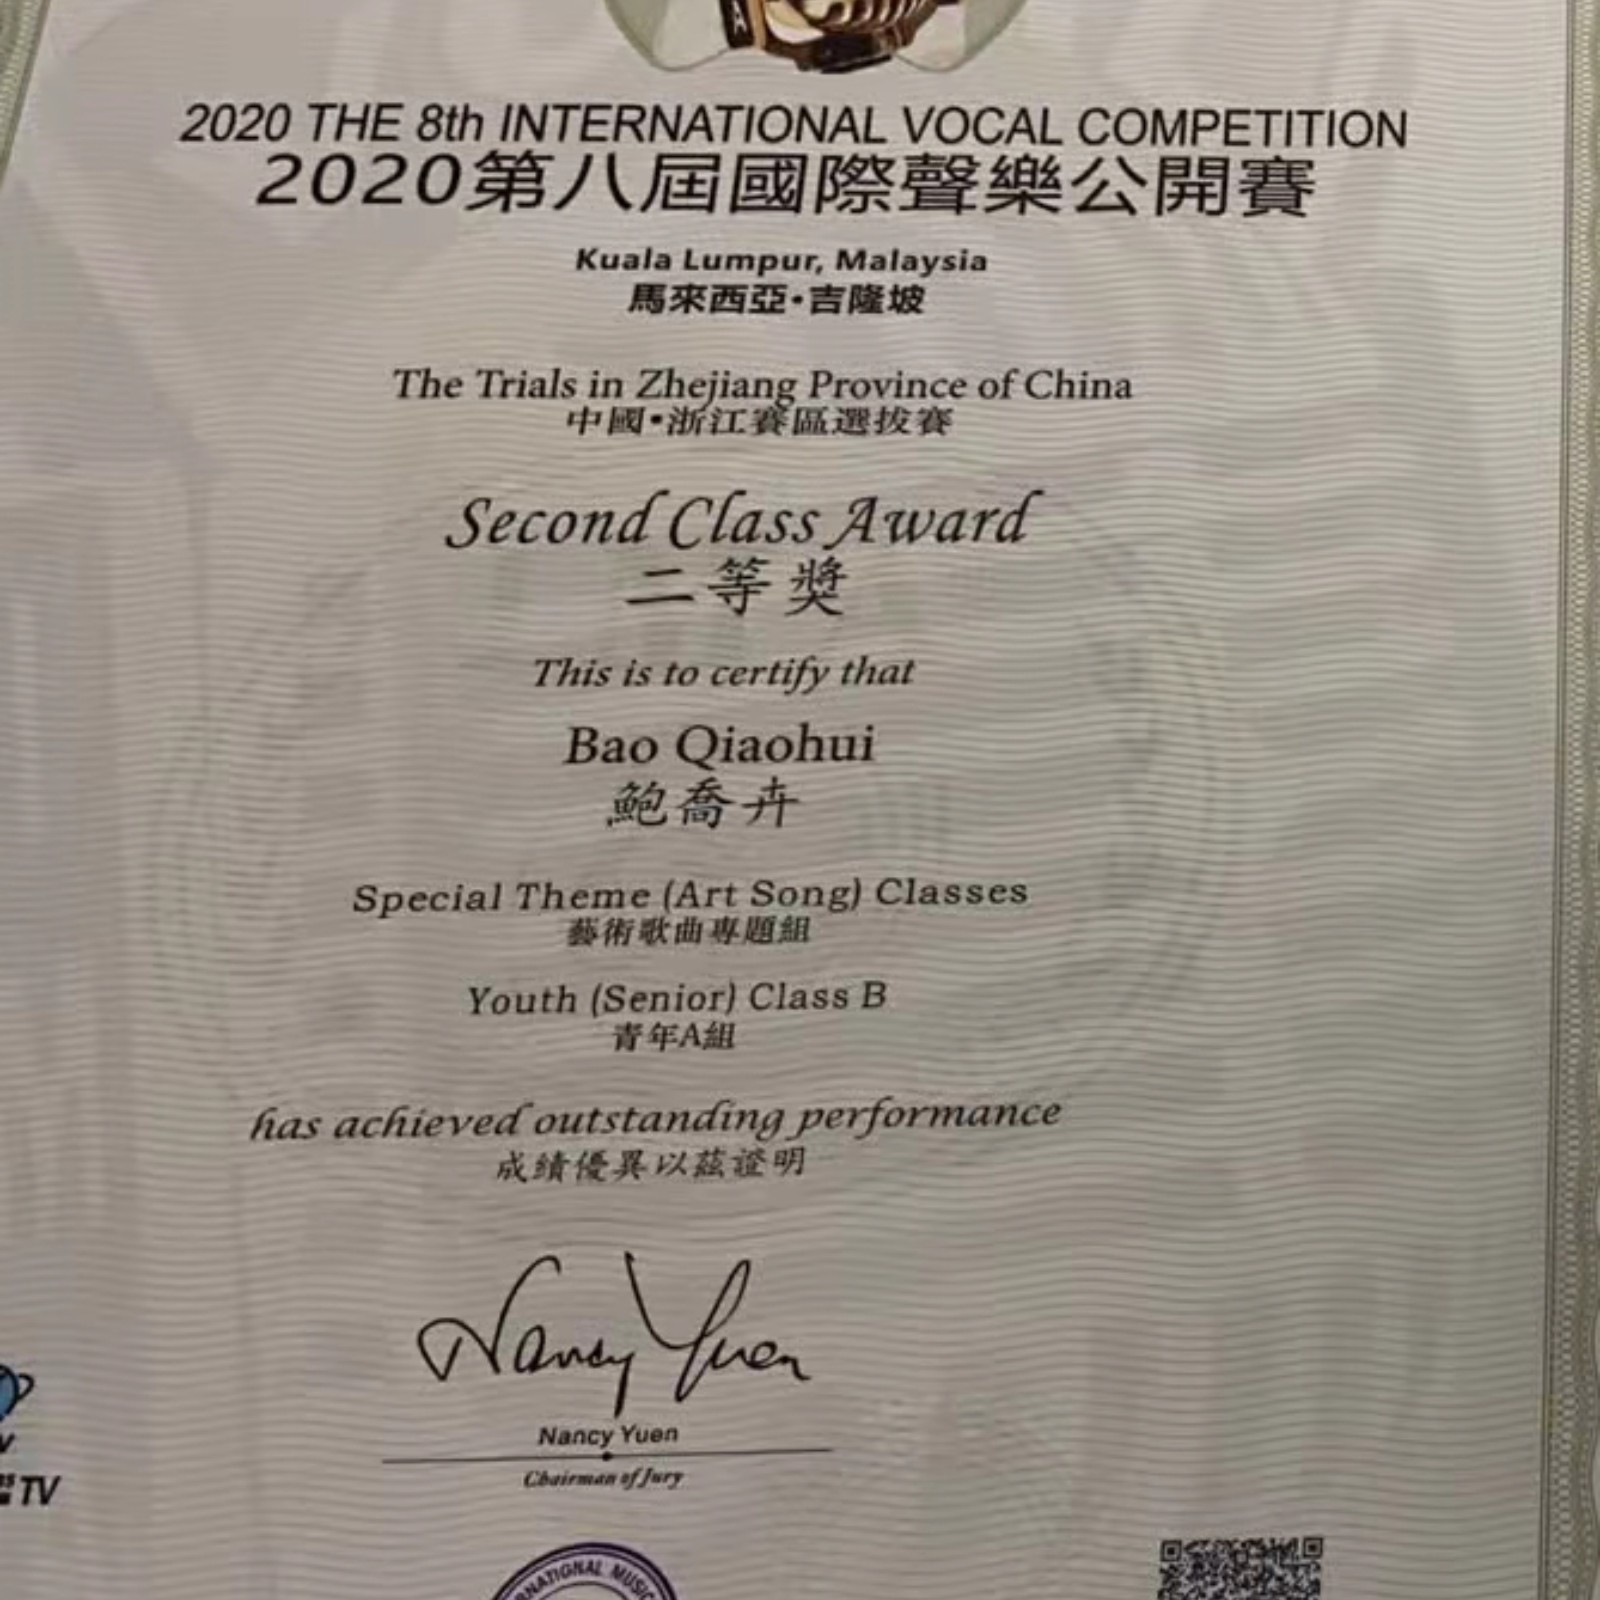 2020 THE 8th INTERNATIONAL VOCAL COMPETITION
2020第八屆國際聲樂公開賽
Kuala Lumpur, Malaysia
馬來西亞•吉隆坡
The Trials in Zhejiang Province of China
中國•浙江賽區選拔賽
Second Class Award
二等獎
This is to certify that
Bao Qiaohui
鮑喬卉
Special Theme (Art Song) Classes
藝術歌曲專題組
Youth (Senior) Class B
青年A組
has achieved outstanding performance
成績優異以茲證明
Nancy Yuen
Nancy Yuen
Chairman of Jury
TV
MUSIC